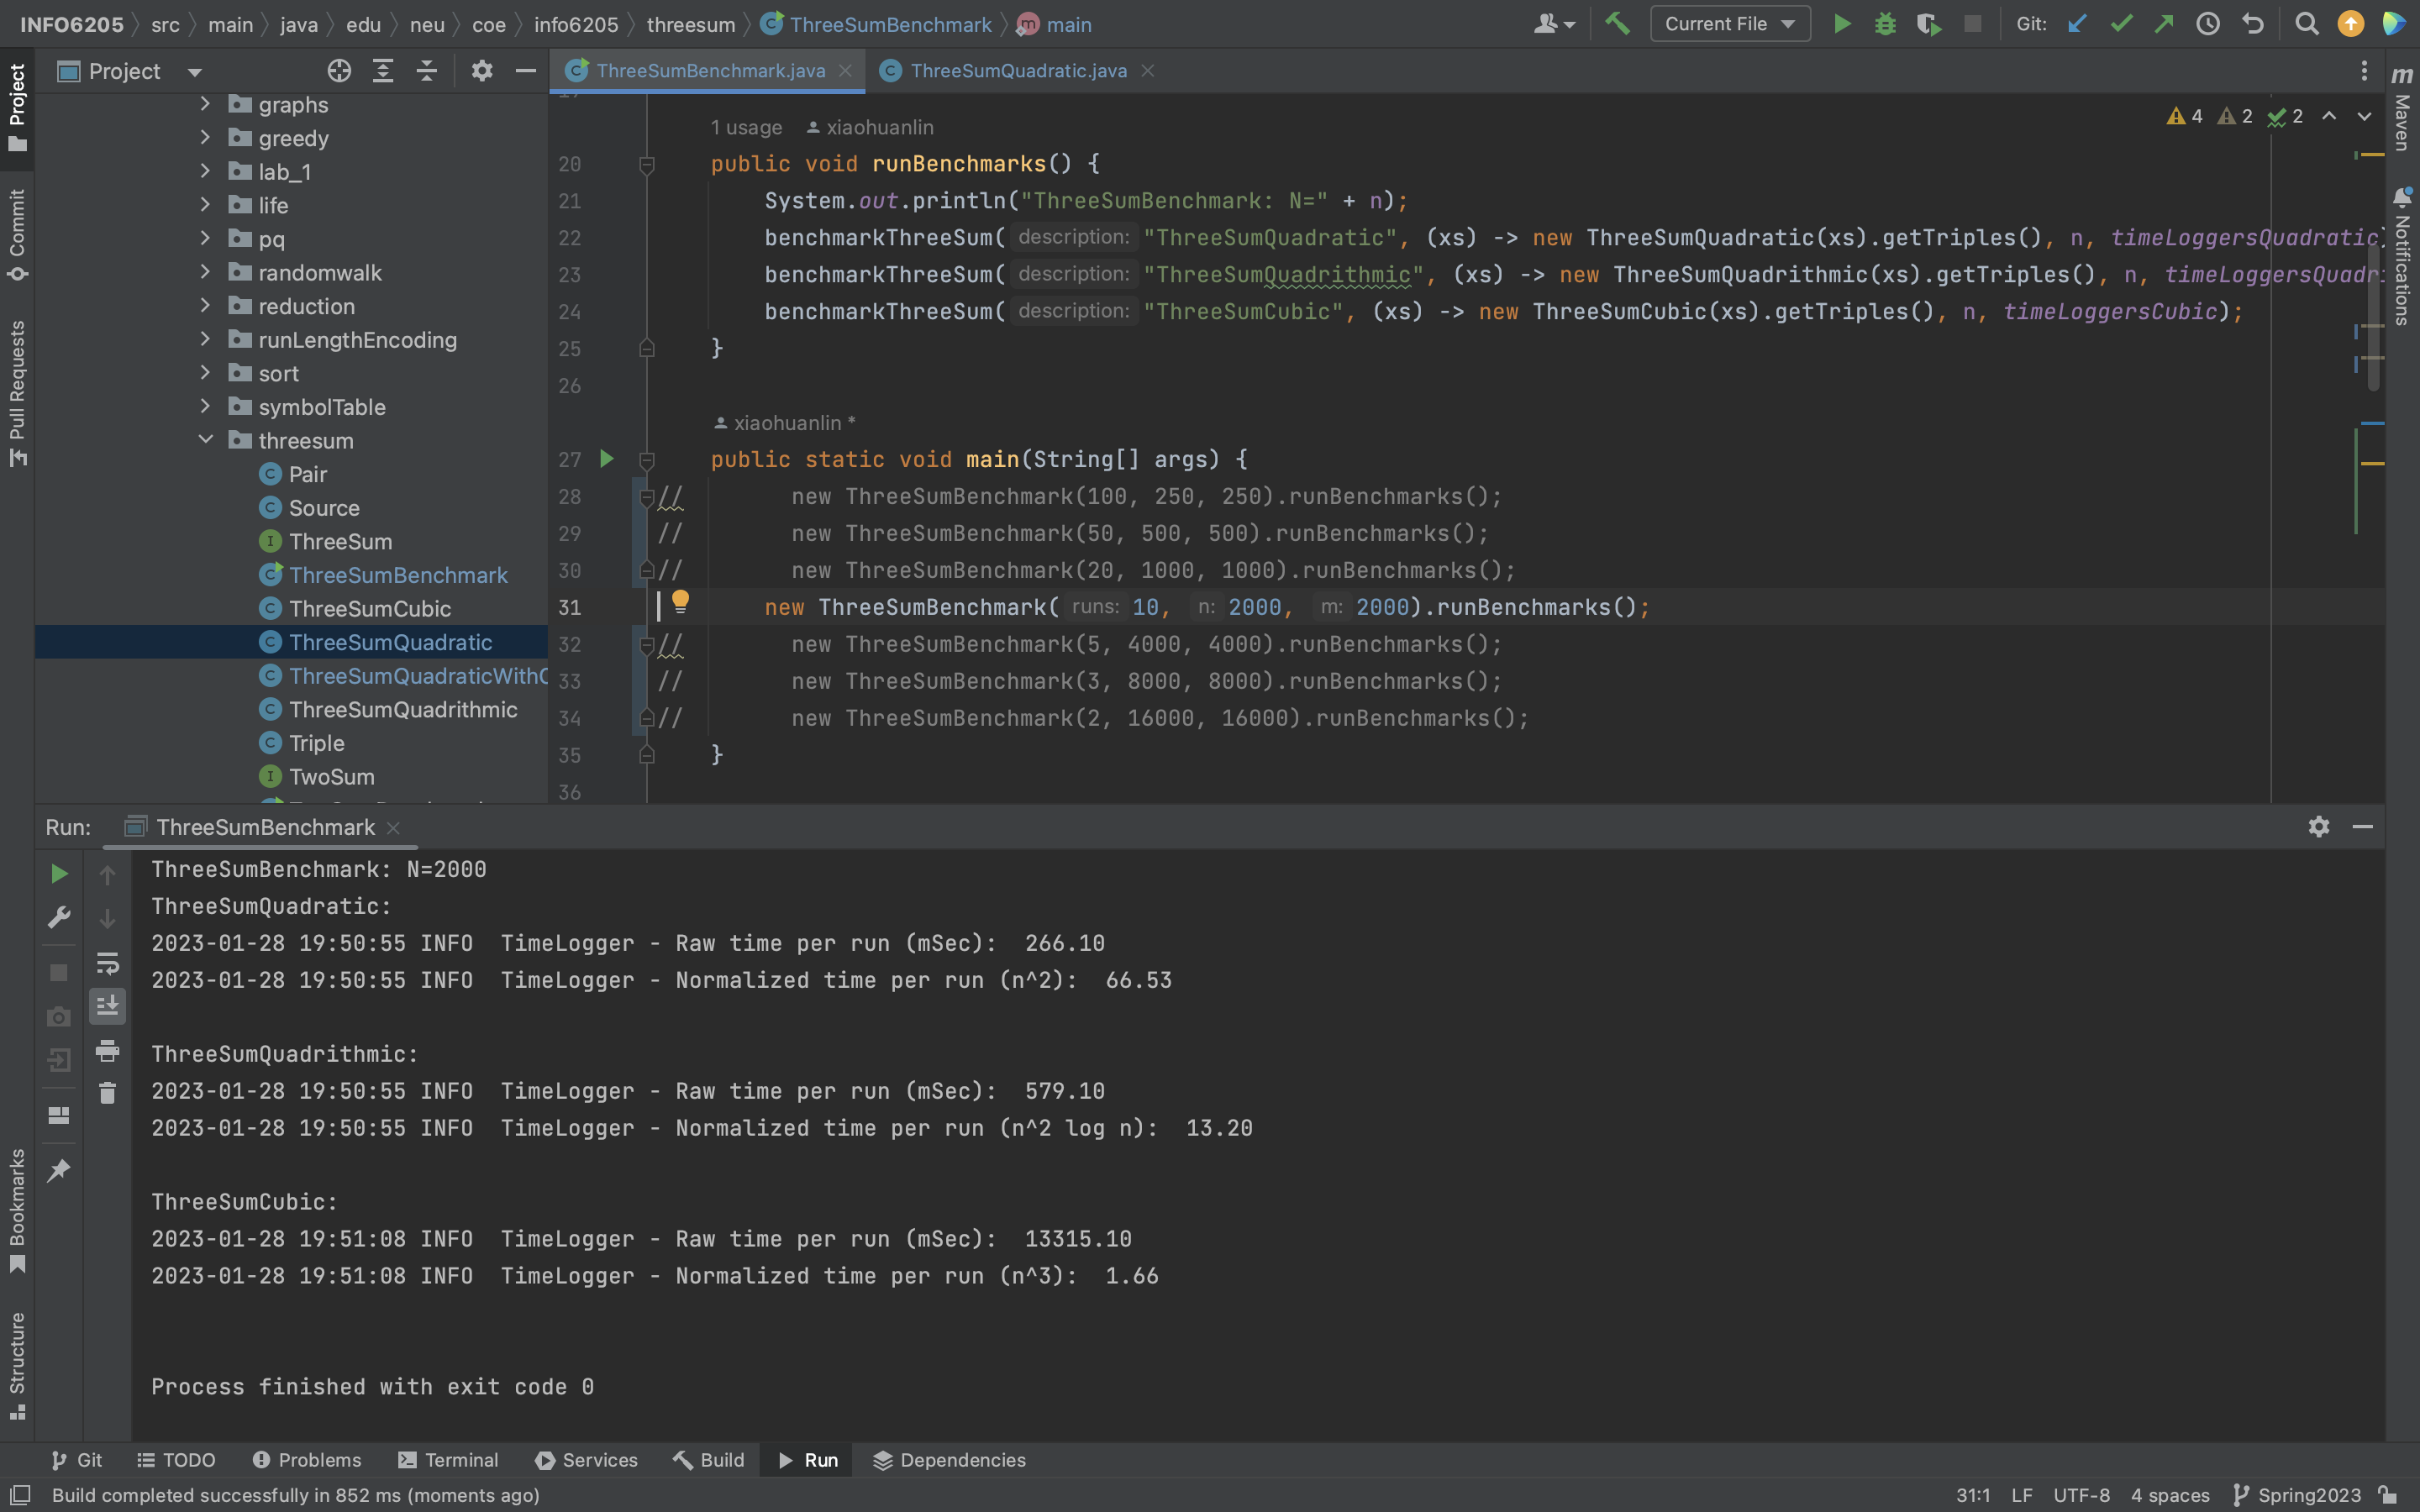 INFO6205 src main java edu neu coe info6205 threesum ThreeSumBenchmark main
Current File Git:
Project
ThreeSumBenchmark.java ThreeSumQuadratic.java
Project
Commit
Pull Requests
Bookmarks
Structure
Maven
Notifications
graphs
greedy
lab_1
life
pq
randomwalk
reduction
runLengthEncoding
sort
symbolTable
threesum
Pair
Source
ThreeSum
ThreeSumBenchmark
ThreeSumCubic
ThreeSumQuadratic
ThreeSumQuadraticWithC
ThreeSumQuadrithmic
Triple
TwoSum
4 2 2
1 usage xiaohuanlin
20 public void runBenchmarks() {
21 System.out.println("ThreeSumBenchmark: N=" + n);
22 benchmarkThreeSum( description: "ThreeSumQuadratic", (xs) -> new ThreeSumQuadratic(xs).getTriples(), n, timeLoggersQuadratic)
23 benchmarkThreeSum( description: "ThreeSumQuadrithmic", (xs) -> new ThreeSumQuadrithmic(xs).getTriples(), n, timeLoggersQuadri
24 benchmarkThreeSum( description: "ThreeSumCubic", (xs) -> new ThreeSumCubic(xs).getTriples(), n, timeLoggersCubic);
25 }
26
xiaohuanlin *
27 public static void main(String[] args) {
28 // new ThreeSumBenchmark(100, 250, 250).runBenchmarks();
29 // new ThreeSumBenchmark(50, 500, 500).runBenchmarks();
30 // new ThreeSumBenchmark(20, 1000, 1000).runBenchmarks();
31 new ThreeSumBenchmark( runs: 10, n: 2000, m: 2000).runBenchmarks();
32 // new ThreeSumBenchmark(5, 4000, 4000).runBenchmarks();
33 // new ThreeSumBenchmark(3, 8000, 8000).runBenchmarks();
34 // new ThreeSumBenchmark(2, 16000, 16000).runBenchmarks();
35 }
36
Run: ThreeSumBenchmark
ThreeSumBenchmark: N=2000
ThreeSumQuadratic:
2023-01-28 19:50:55 INFO  TimeLogger - Raw time per run (mSec):  266.10
2023-01-28 19:50:55 INFO  TimeLogger - Normalized time per run (n^2):  66.53
ThreeSumQuadrithmic:
2023-01-28 19:50:55 INFO  TimeLogger - Raw time per run (mSec):  579.10
2023-01-28 19:50:55 INFO  TimeLogger - Normalized time per run (n^2 log n):  13.20
ThreeSumCubic:
2023-01-28 19:51:08 INFO  TimeLogger - Raw time per run (mSec):  13315.10
2023-01-28 19:51:08 INFO  TimeLogger - Normalized time per run (n^3):  1.66
Process finished with exit code 0
Git TODO Problems Terminal Services Build Run Dependencies
Build completed successfully in 852 ms (moments ago) 31:1 LF UTF-8 4 spaces Spring2023